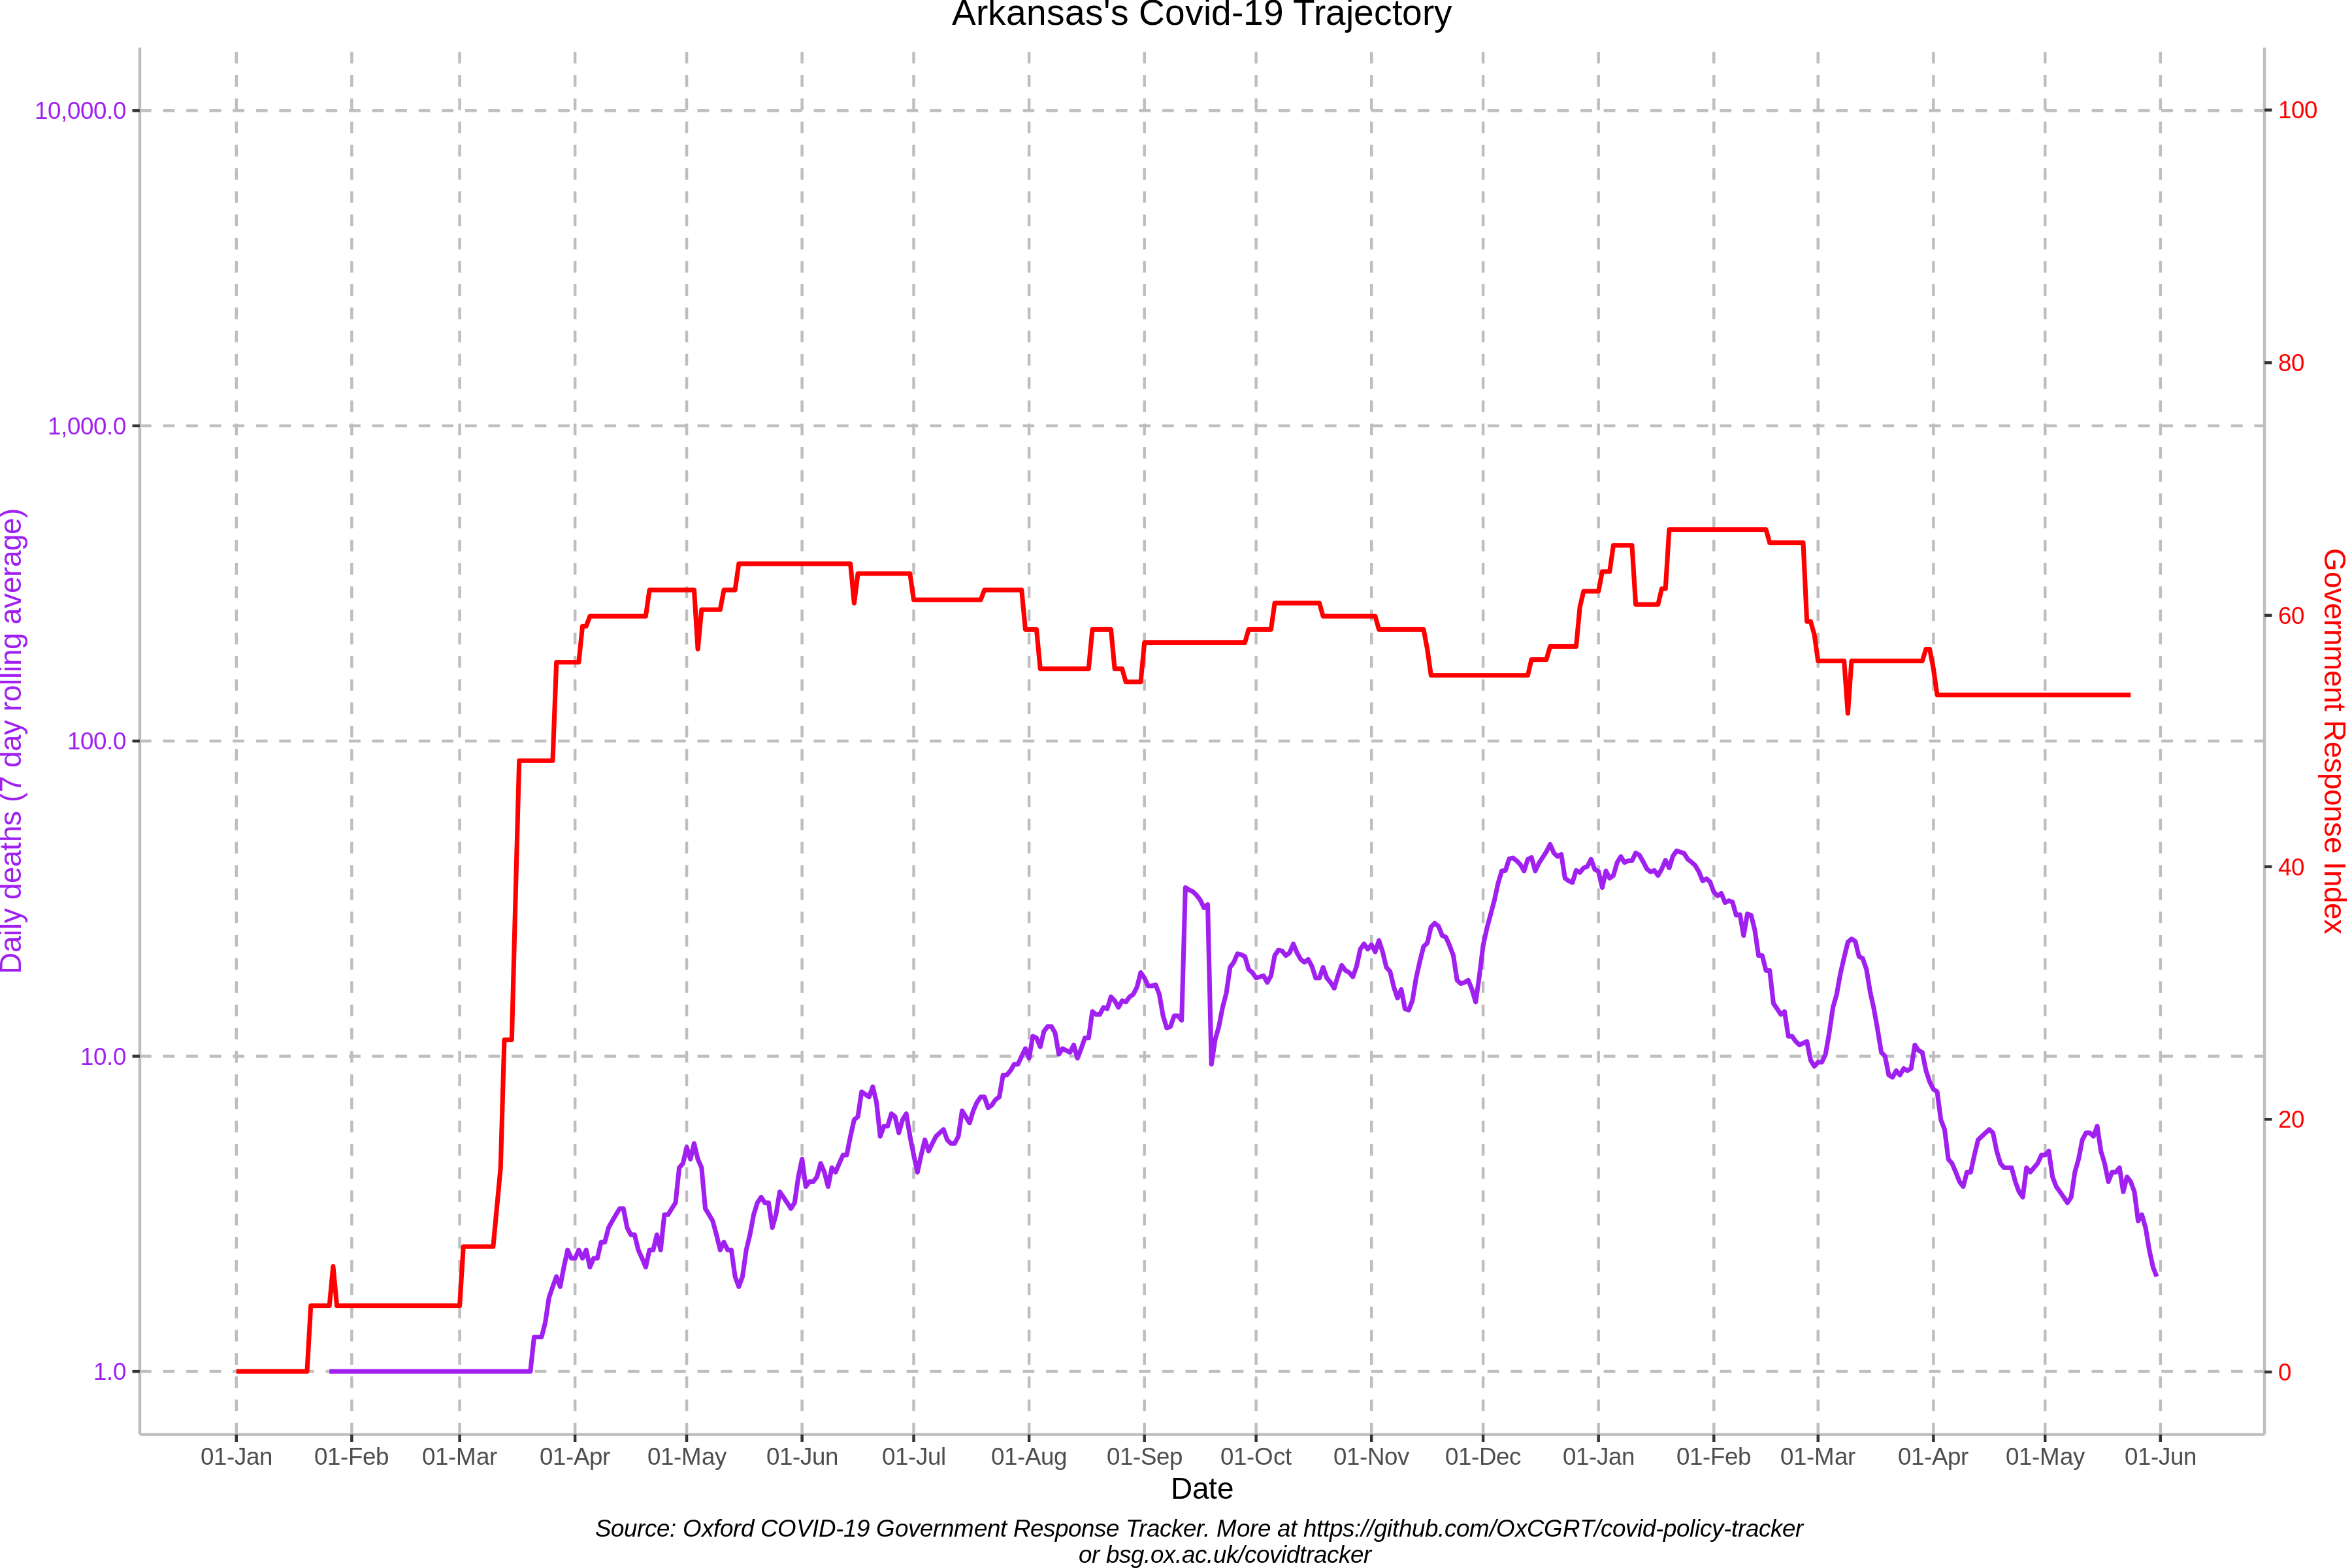 Arkansas's Covid-19 Trajectory
10,000.0
1,000.0
100.0
10.0
1.0
Daily deaths (7 day rolling average)
100
80
60
40
20
0
Government Response Index
01-Jan 01-Feb 01-Mar 01-Apr 01-May 01-Jun 01-Jul 01-Aug 01-Sep 01-Oct 01-Nov 01-Dec 01-Jan 01-Feb 01-Mar 01-Apr 01-May 01-Jun
Date
Source: Oxford COVID-19 Government Response Tracker. More at https://github.com/OxCGRT/covid-policy-tracker
or bsg.ox.ac.uk/covidtracker